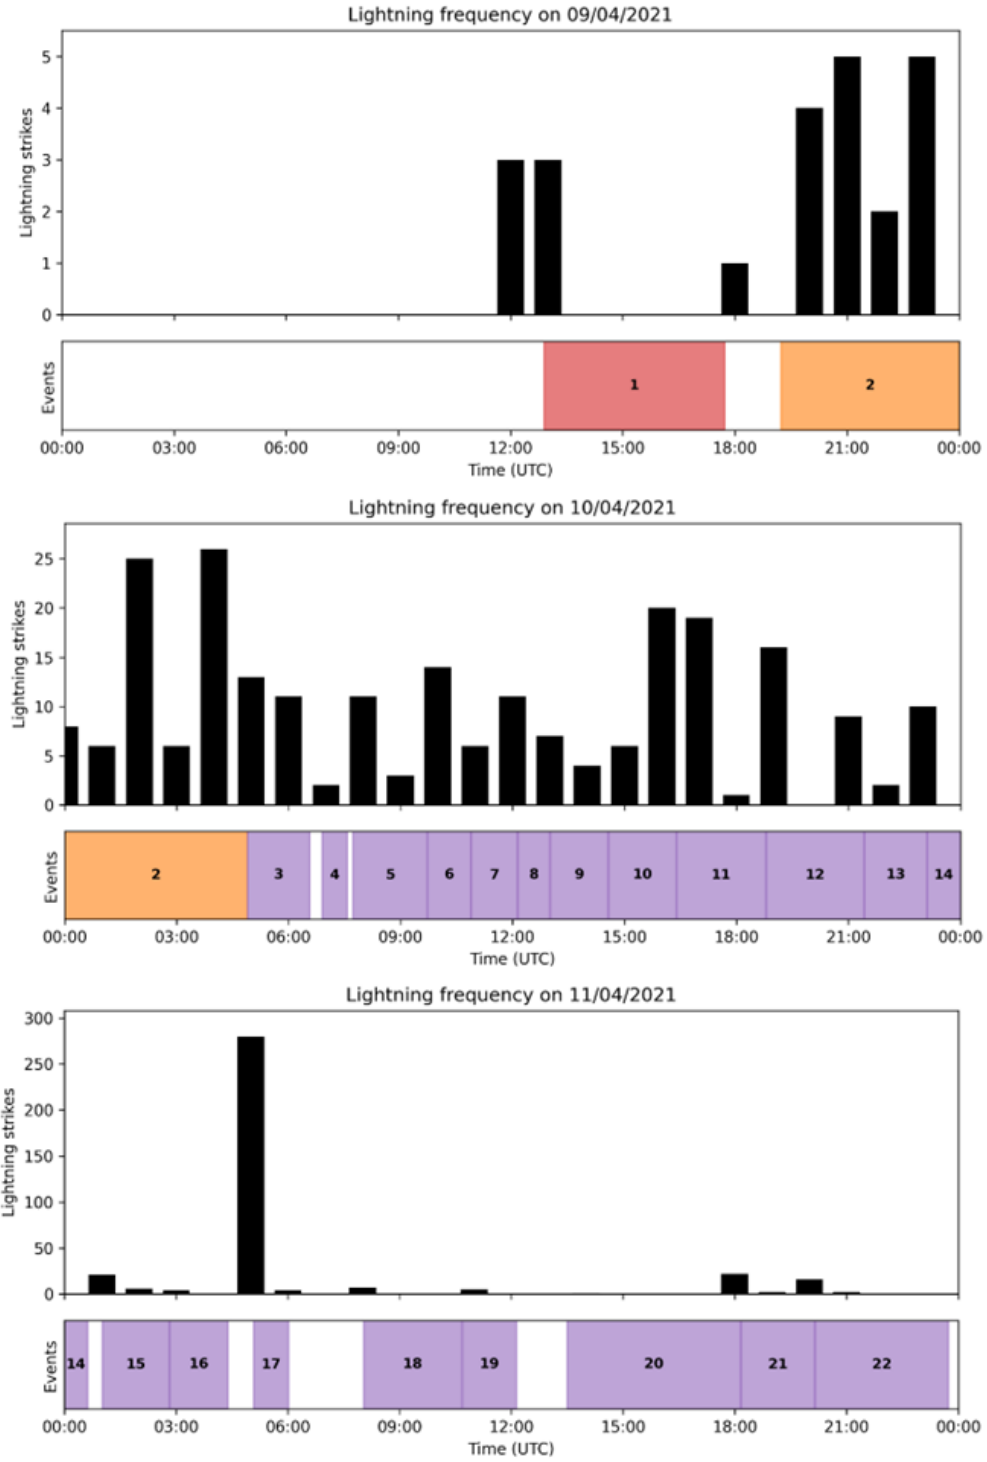 Lightning frequency on 09/04/2021
Lightning strikes
5
4
3
2
1
0
Events
1
2
00:00 03:00 06:00 09:00 12:00 15:00 18:00 21:00 00:00
Time (UTC)
Lightning frequency on 10/04/2021
Lightning strikes
25
20
15
10
5
0
Events
2 3 4 5 6 7 8 9 10 11 12 13 14
00:00 03:00 06:00 09:00 12:00 15:00 18:00 21:00 00:00
Time (UTC)
Lightning frequency on 11/04/2021
Lightning strikes
300
250
200
150
100
50
0
Events
14 15 16 17 18 19 20 21 22
00:00 03:00 06:00 09:00 12:00 15:00 18:00 21:00 00:00
Time (UTC)